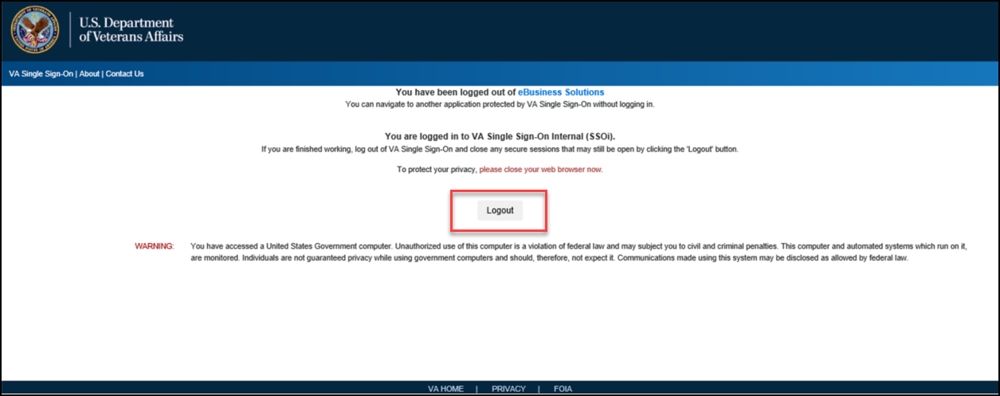 U.S. Department
of Veterans Affairs
VA Single Sign-On | About | Contact Us
You have been logged out of eBusiness Solutions
You can navigate to another application protected by VA Single Sign-On without logging in.
You are logged in to VA Single Sign-On Internal (SSOi).
If you are finished working, log out of VA Single Sign-On and close any secure sessions that may still be open by clicking the 'Logout' button.
To protect your privacy, please close your web browser now.
Logout
WARNING: You have accessed a United States Government computer. Unauthorized use of this computer is a violation of federal law and may subject you to civil and criminal penalties. This computer and automated systems which run on it,
are monitored. Individuals are not guaranteed privacy while using government computers and should, therefore, not expect it. Communications made using this system may be disclosed as allowed by federal law.
VA HOME | PRIVACY | FOIA